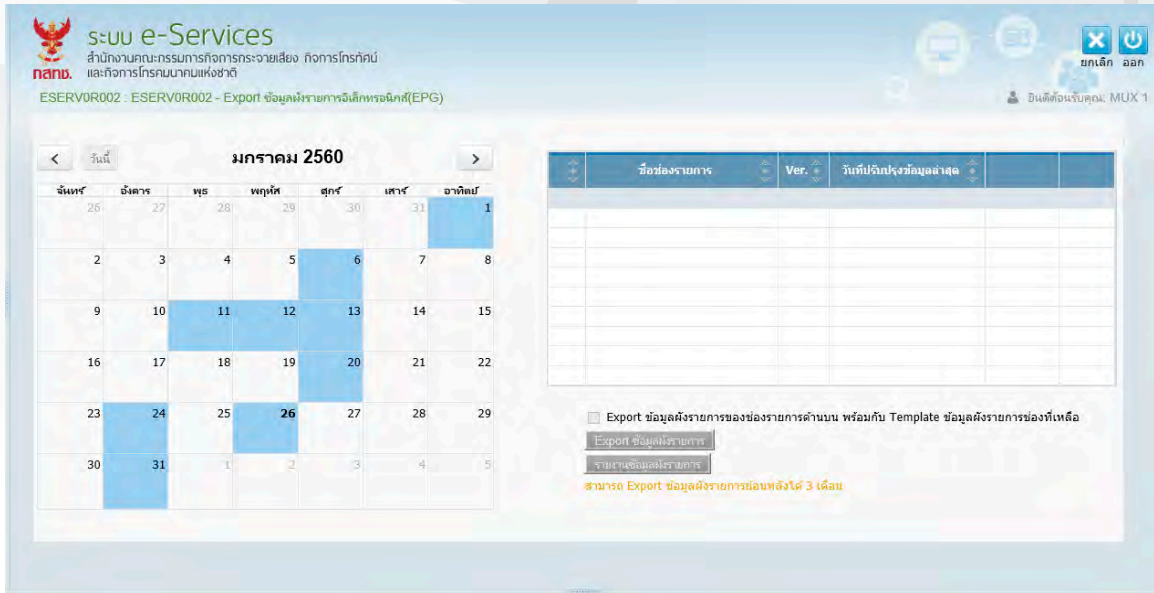 ระบบ e-Services
สำนักงานคณะกรรมการกิจการกระจายเสียง กิจการโทรทัศน์
และกิจการโทรคมนาคมแห่งชาติ
กสทช.
ยกเลิก ออก
ESERV0R002 : ESERV0R002 - Export ข้อมูลผังรายการอิเล็กทรอนิกส์(EPG)
ยินดีต้อนรับคุณ: MUX 1
< วันนี้ มกราคม 2560 >
จันทร์ อังคาร พุธ พฤหัส ศุกร์ เสาร์ อาทิตย์
26 27 28 29 30 31 1
2 3 4 5 6 7 8
9 10 11 12 13 14 15
16 17 18 19 20 21 22
23 24 25 26 27 28 29
30 31 1 2 3 4 5
ชื่อช่องรายการ Ver. วันที่ปรับปรุงข้อมูลล่าสุด
Export ข้อมูลผังรายการของช่องรายการด้านบน พร้อมกับ Template ข้อมูลผังรายการช่องที่เหลือ
Export ข้อมูลผังรายการ
รายงานข้อมูลผังรายการ
สามารถ Export ข้อมูลผังรายการย้อนหลังได้ 3 เดือน